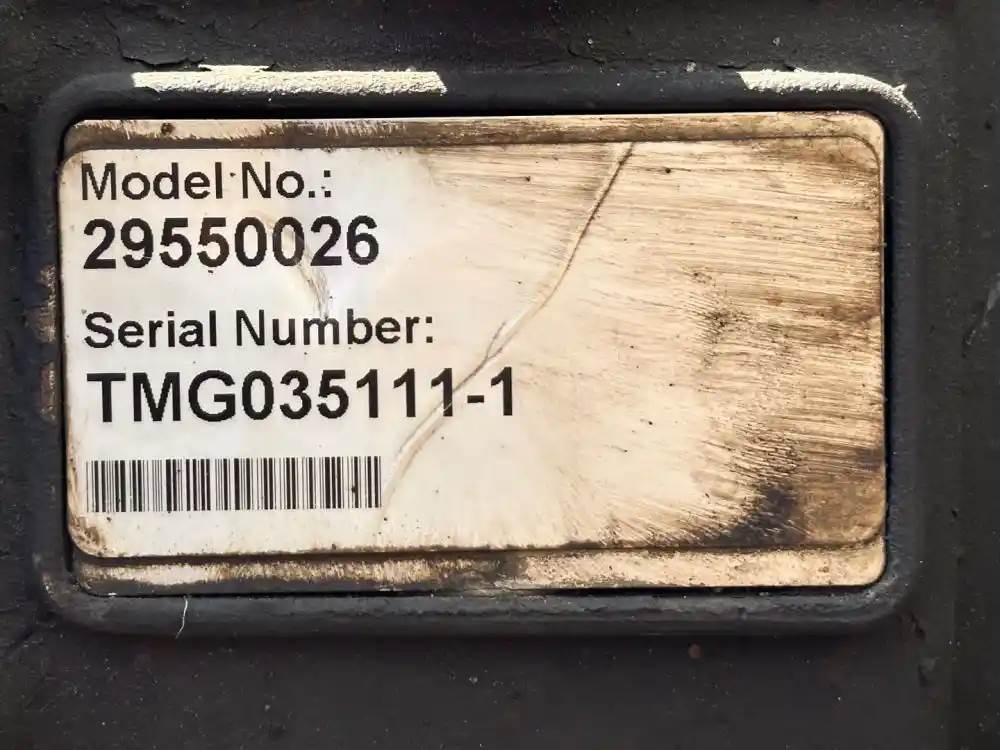 Model No.:
29550026
Serial Number:
TMG035111-1